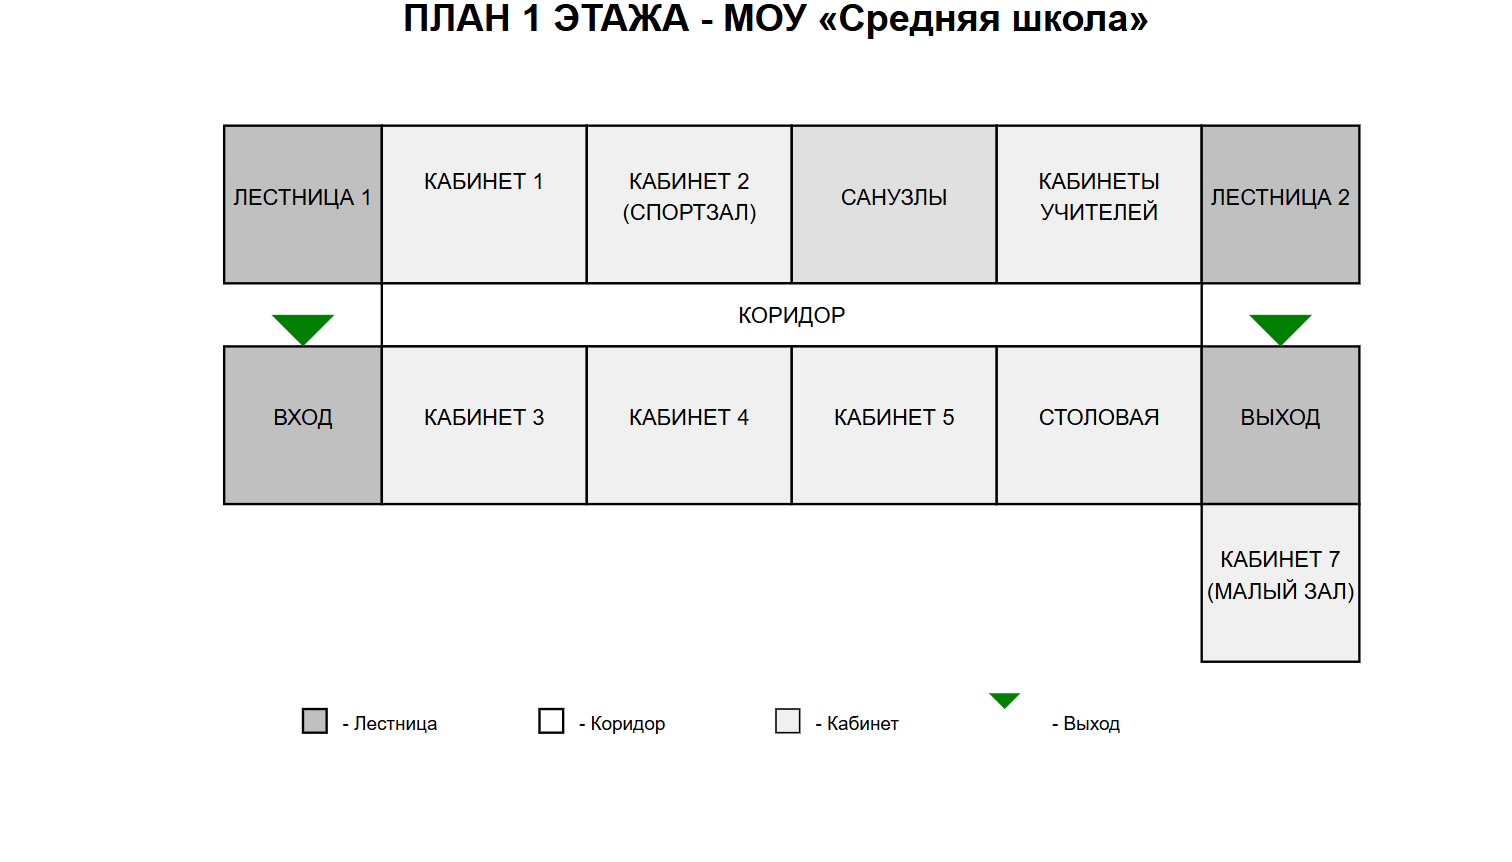 ПЛАН 1 ЭТАЖА - МОУ «Средняя школа»
ЛЕСТНИЦА 1
КАБИНЕТ 1
КАБИНЕТ 2
(СПОРТЗАЛ)
САНУЗЛЫ
КАБИНЕТЫ
УЧИТЕЛЕЙ
ЛЕСТНИЦА 2
КОРИДОР
ВХОД
КАБИНЕТ 3
КАБИНЕТ 4
КАБИНЕТ 5
СТОЛОВАЯ
ВЫХОД
КАБИНЕТ 7
(МАЛЫЙ ЗАЛ)
- Лестница
- Коридор
- Кабинет
- Выход